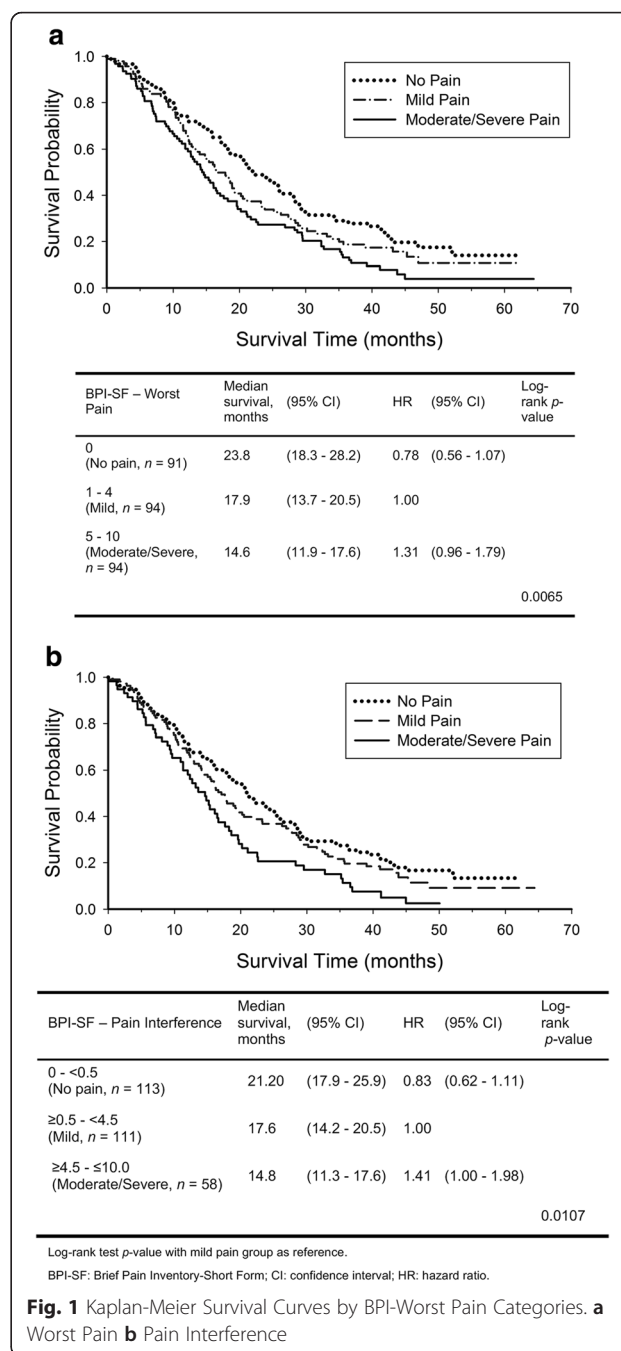 a
1.0
0.8
0.6
0.4
0.2
0.0
Survival Probability
No Pain
Mild Pain
Moderate/Severe Pain
0 10 20 30 40 50 60 70
Survival Time (months)
BPI-SF – Worst
Pain
Median
survival,
months
(95% CI)
HR
(95% CI)
Log-
rank p-
value
0
(No pain, n = 91)
23.8 (18.3 - 28.2) 0.78 (0.56 - 1.07)
1 - 4
(Mild, n = 94)
17.9 (13.7 - 20.5) 1.00
5 - 10
(Moderate/Severe,
n = 94)
14.6 (11.9 - 17.6) 1.31 (0.96 - 1.79)
0.0065
b
1.0
0.8
0.6
0.4
0.2
0.0
Survival Probability
No Pain
Mild Pain
Moderate/Severe Pain
0 10 20 30 40 50 60 70
Survival Time (months)
BPI-SF – Pain Interference
Median
survival,
months
(95% CI)
HR
(95% CI)
Log-
rank
p-value
0 - <0.5
(No pain, n = 113)
21.20 (17.9 - 25.9) 0.83 (0.62 - 1.11)
≥0.5 - <4.5
(Mild, n = 111)
17.6 (14.2 - 20.5) 1.00
≥4.5 - ≤10.0
(Moderate/Severe, n = 58)
14.8 (11.3 - 17.6) 1.41 (1.00 - 1.98)
0.0107
Log-rank test p-value with mild pain group as reference.
BPI-SF: Brief Pain Inventory-Short Form; CI: confidence interval; HR: hazard ratio.
Fig. 1 Kaplan-Meier Survival Curves by BPI-Worst Pain Categories. a
Worst Pain b Pain Interference